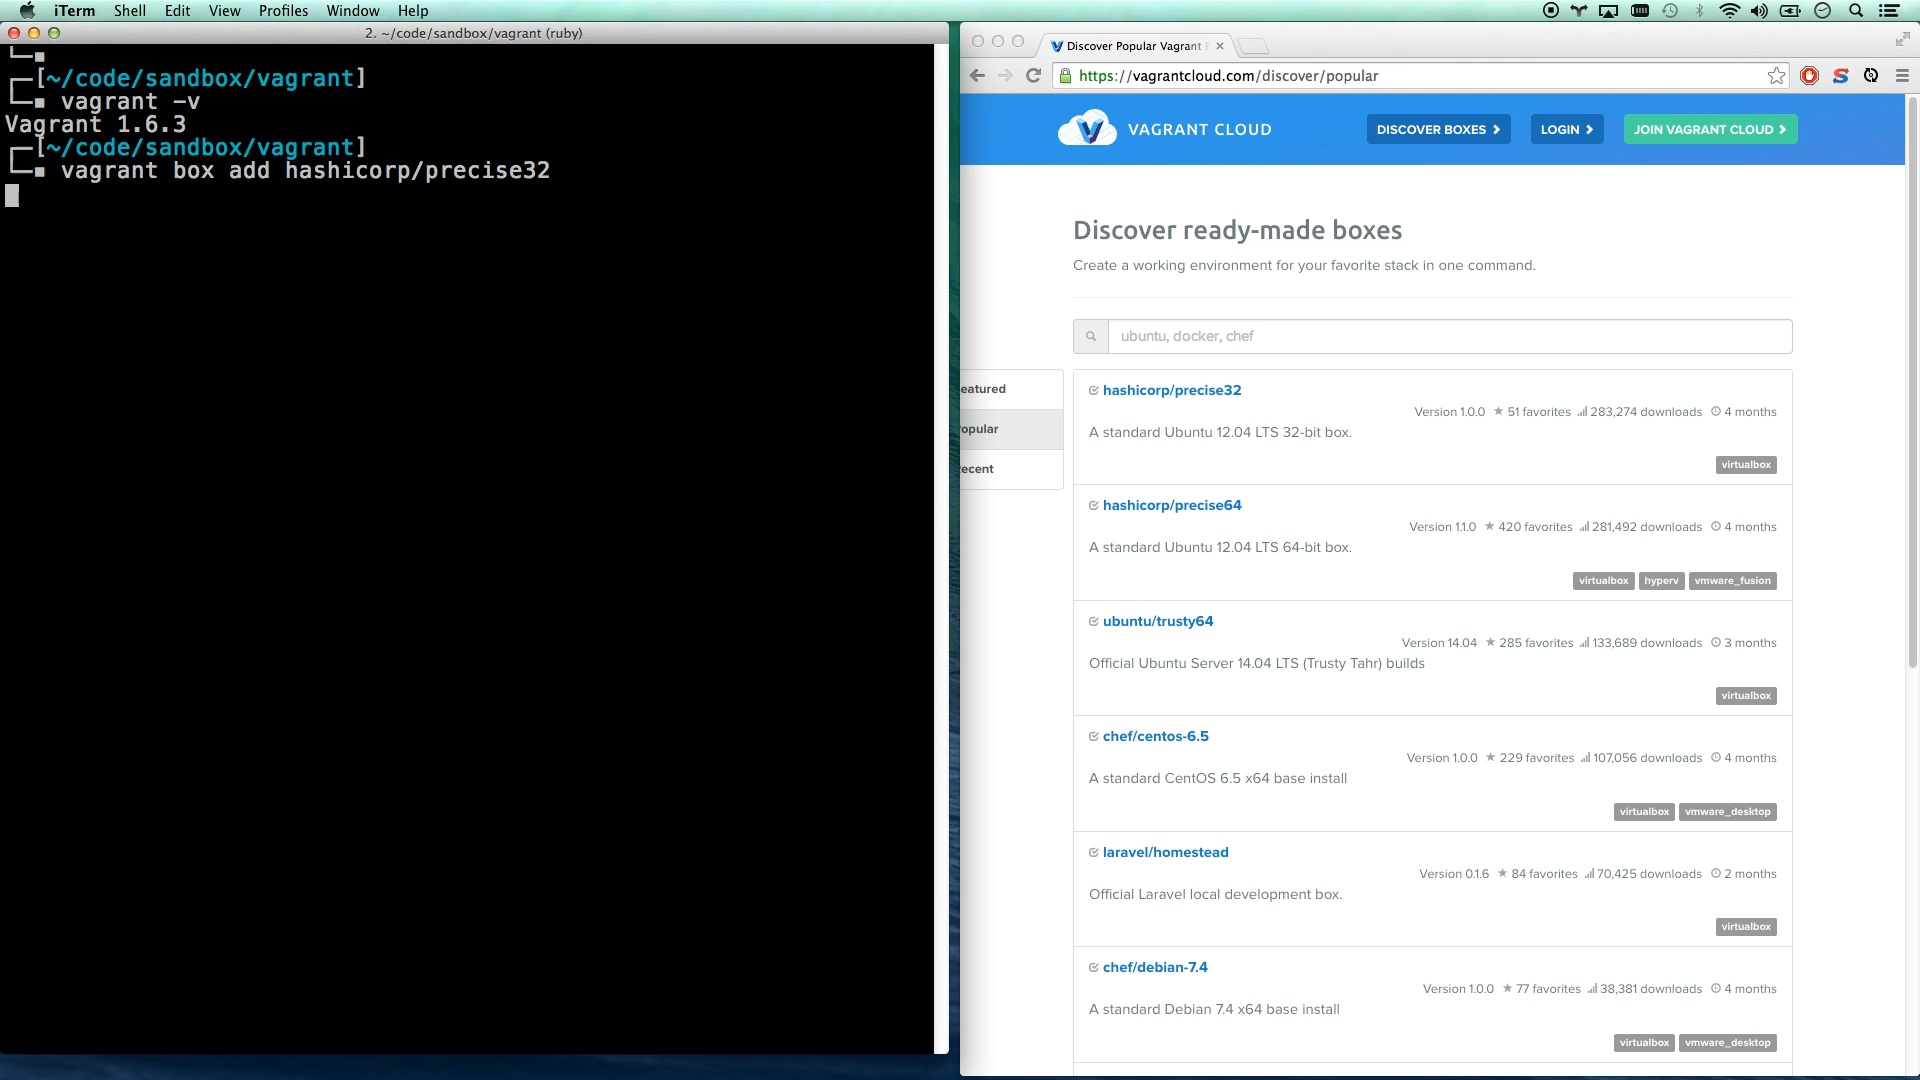 iTerm Shell Edit View Profiles Window Help
2. ~/code/sandbox/vagrant (ruby)
[~/code/sandbox/vagrant]
vagrant -v
Vagrant 1.6.3
[~/code/sandbox/vagrant]
vagrant box add hashicorp/precise32
Discover Popular Vagrant
https://vagrantcloud.com/discover/popular
VAGRANT CLOUD
DISCOVER BOXES
LOGIN
JOIN VAGRANT CLOUD
Discover ready-made boxes
Create a working environment for your favorite stack in one command.
ubuntu, docker, chef
eatured
opular
ecent
hashicorp/precise32
Version 1.0.0 51 favorites 283,274 downloads 4 months
A standard Ubuntu 12.04 LTS 32-bit box.
virtualbox
hashicorp/precise64
Version 1.1.0 420 favorites 281,492 downloads 4 months
A standard Ubuntu 12.04 LTS 64-bit box.
virtualbox hyperv vmware_fusion
ubuntu/trusty64
Version 14.04 285 favorites 133,689 downloads 3 months
Official Ubuntu Server 14.04 LTS (Trusty Tahr) builds
virtualbox
chef/centos-6.5
Version 1.0.0 229 favorites 107,056 downloads 4 months
A standard CentOS 6.5 x64 base install
virtualbox vmware_desktop
laravel/homestead
Version 0.1.6 84 favorites 70,425 downloads 2 months
Official Laravel local development box.
virtualbox
chef/debian-7.4
Version 1.0.0 77 favorites 38,381 downloads 4 months
A standard Debian 7.4 x64 base install
virtualbox vmware_desktop